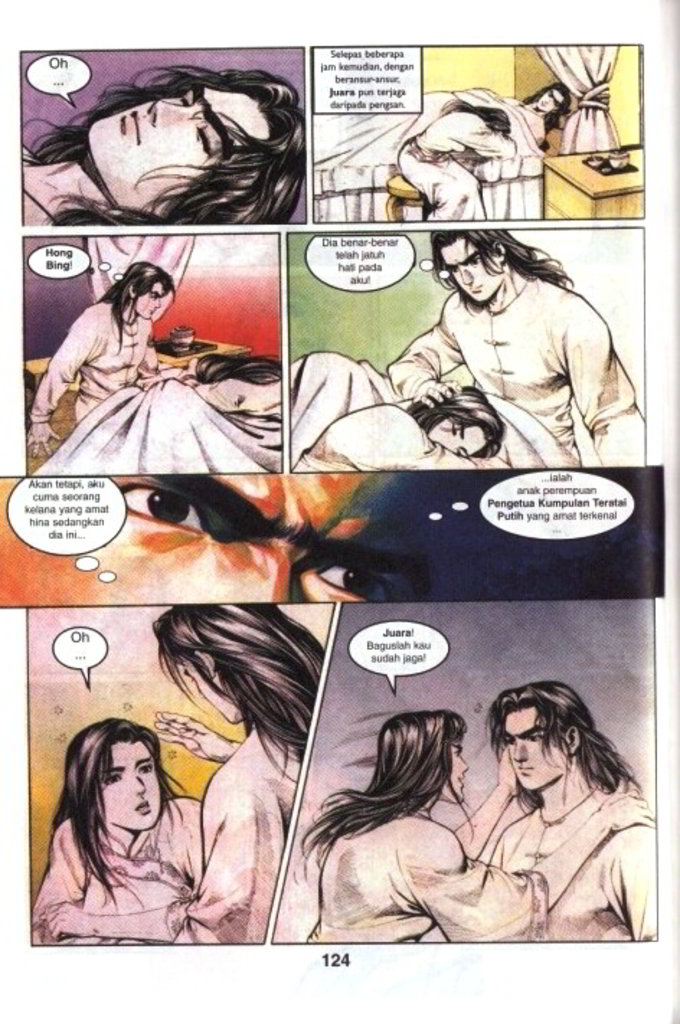 Oh
...
Selepas beberapa
jam kemudian, dengan
beransur-ansur,
Juara pun terjaga
daripada pengsan.
Hong
Bing!
Dia benar-benar
telah jatuh
hati pada
aku!
Akan tetapi, aku
cuma seorang
kelana yang amat
hina sedangkan
dia ini...
...ialah
anak perempuan
Pengetua Kumpulan Teratai
Putih yang amat terkenal
...
Oh
...
Juara!
Baguslah kau
sudah jaga!
124